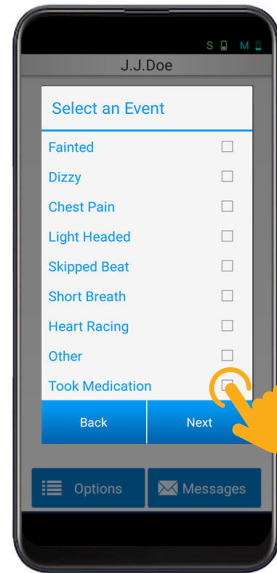 S M
J.J.Doe
Select an Event
Fainted
Dizzy
Chest Pain
Light Headed
Skipped Beat
Short Breath
Heart Racing
Other
Took Medication
Back Next
Options Messages